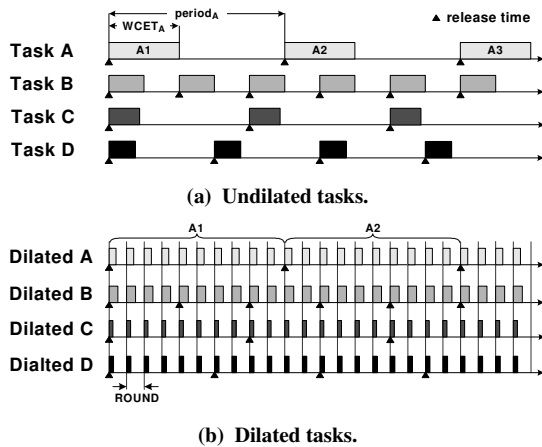 period_A
WCET_A
▲ release time
Task A A1 A2 A3
Task B
Task C
Task D
(a) Undilated tasks.
A1 A2
Dilated A
Dilated B
Dilated C
Dialted D
ROUND
(b) Dilated tasks.